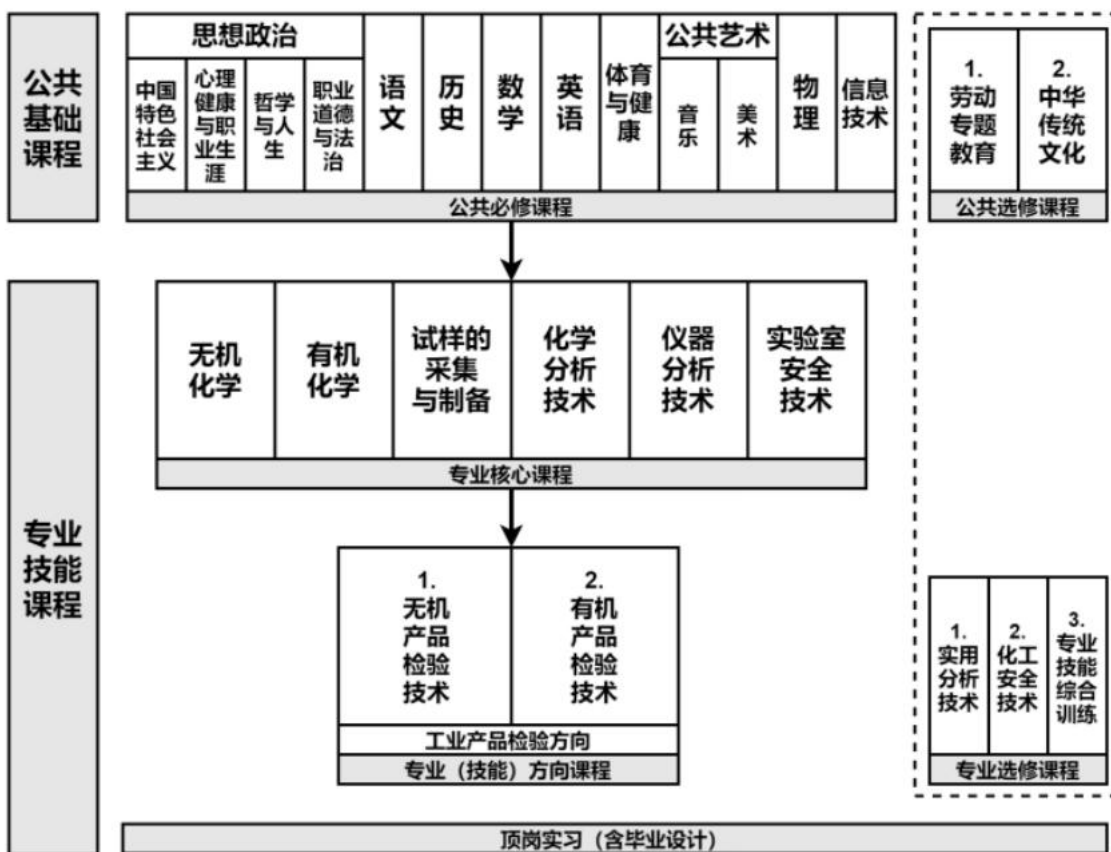 公共
基础
课程
思想政治
中国
特色
社会
主义
心理
健康
与职
业生
涯
哲学
与人
生
职业
道德
与法
治
语
文
历
史
数
学
英
语
体育
与健
康
公共艺术
音
乐
美
术
物
理
信息
技术
公共必修课程
1.
劳动
专题
教育
2.
中华
传统
文化
公共选修课程
专业
技能
课程
无机
化学
有机
化学
试样的
采集
与制备
化学
分析
技术
仪器
分析
技术
实验室
安全
技术
专业核心课程
1.
无机
产品
检验
技术
2.
有机
产品
检验
技术
工业产品检验方向
专业（技能）方向课程
1.
实用
分析
技术
2.
化工
安全
技术
3.
专业
技能
综合
训练
专业选修课程
顶岗实习（含毕业设计）